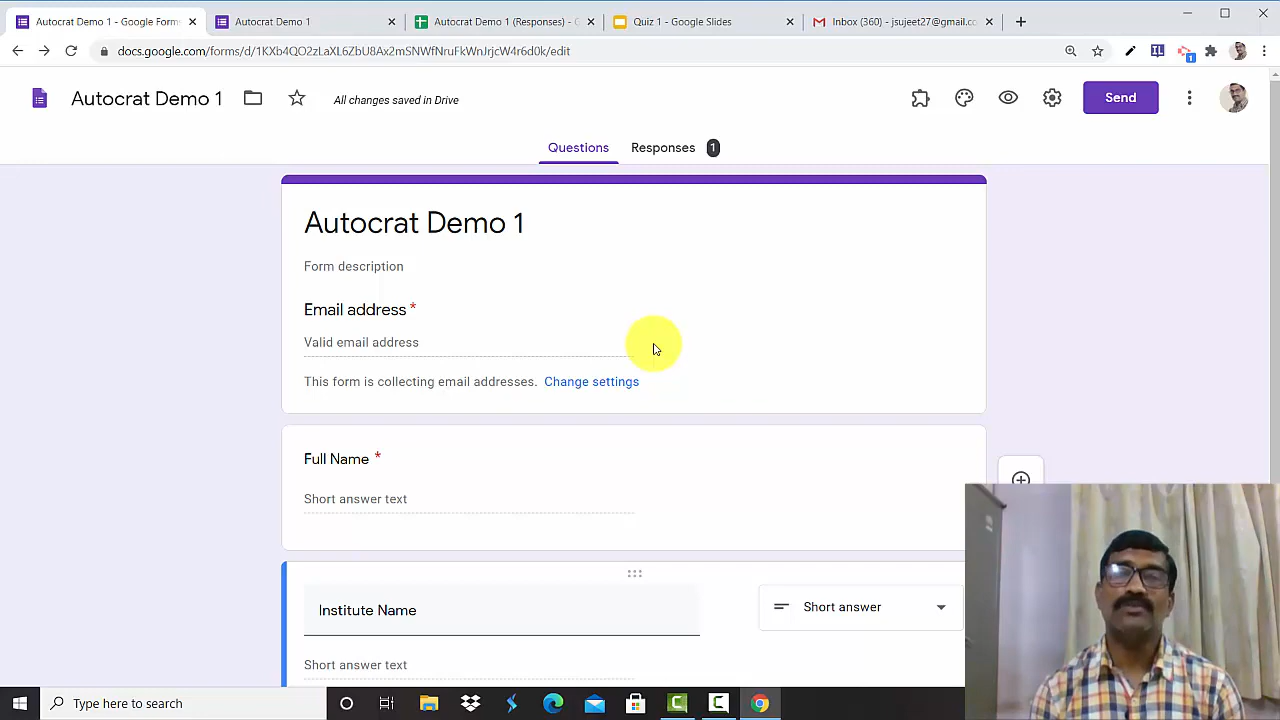 Autocrat Demo 1 - Google Forms
Autocrat Demo 1
Autocrat Demo 1 (Responses) - G
Quiz 1 - Google Slides
Inbox (360) - jsujeet27@gmail.co
docs.google.com/forms/d/1KXb4QO2zLaXL6ZbU8Ax2mSNWfNruFkWnJrjcW4r6d0k/edit
IL
1
Autocrat Demo 1
All changes saved in Drive
Send
Questions
Responses 1
Autocrat Demo 1
Form description
Email address *
Valid email address
This form is collecting email addresses. Change settings
Full Name *
Short answer text
Institute Name
Short answer
Short answer text
Type here to search